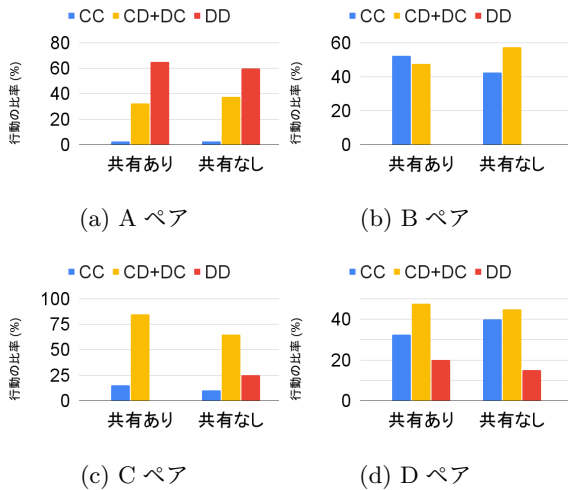 CC CD+DC DD
行動の比率 (%)
80
60
40
20
0
共有あり 共有なし
(a) A ペア
CC CD+DC DD
行動の比率 (%)
60
40
20
0
共有あり 共有なし
(b) B ペア
CC CD+DC DD
行動の比率 (%)
100
75
50
25
0
共有あり 共有なし
(c) C ペア
CC CD+DC DD
行動の比率 (%)
40
20
0
共有あり 共有なし
(d) D ペア